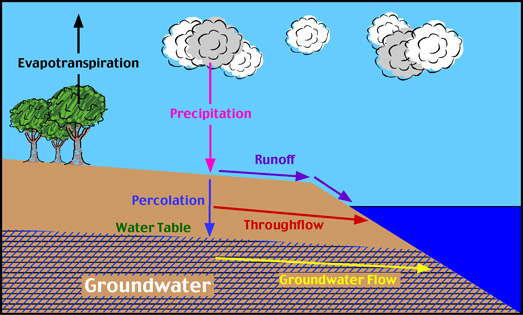 Evapotranspiration
Precipitation
Runoff
Percolation
Water Table
Throughflow
Groundwater
Groundwater Flow